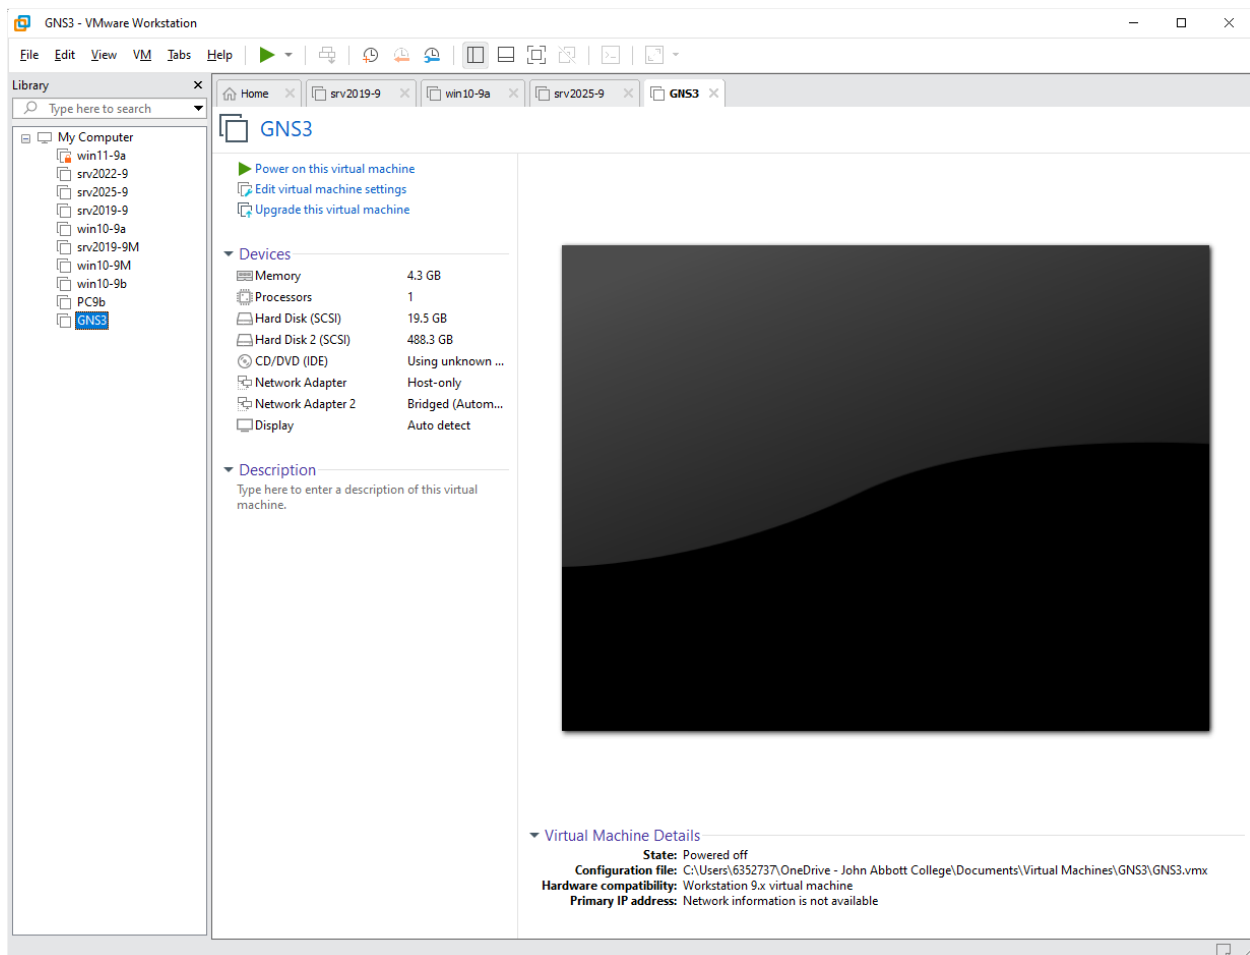 GNS3 - VMware Workstation
File Edit View VM Tabs Help
Library
Type here to search
My Computer
win11-9a
srv2022-9
srv2025-9
srv2019-9
win10-9a
srv2019-9M
win10-9M
win10-9b
PC9b
GNS3
Home srv2019-9 win10-9a srv2025-9 GNS3
GNS3
Power on this virtual machine
Edit virtual machine settings
Upgrade this virtual machine
Devices
Memory 4.3 GB
Processors 1
Hard Disk (SCSI) 19.5 GB
Hard Disk 2 (SCSI) 488.3 GB
CD/DVD (IDE) Using unknown ...
Network Adapter Host-only
Network Adapter 2 Bridged (Autom...
Display Auto detect
Description
Type here to enter a description of this virtual
machine.
Virtual Machine Details
State: Powered off
Configuration file: C:\Users\6352737\OneDrive - John Abbott College\Documents\Virtual Machines\GNS3\GNS3.vmx
Hardware compatibility: Workstation 9.x virtual machine
Primary IP address: Network information is not available